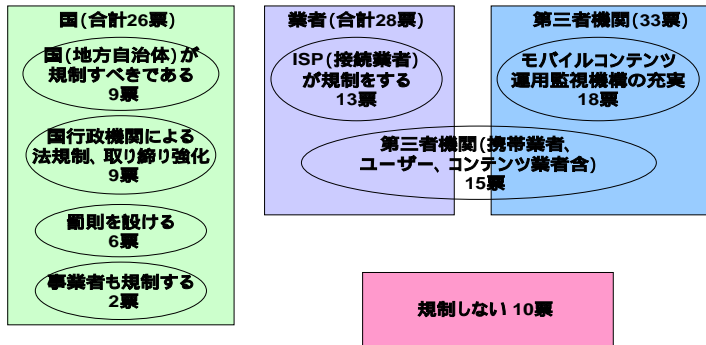 国(合計26票)
国(地方自治体)が
規制すべきである
9票
国行政機関による
法規制、取り締り強化
9票
罰則を設ける
6票
事業者も規制する
2票
業者(合計28票)
ISP(接続業者)
が規制をする
13票
第三者機関(33票)
モバイルコンテンツ
運用監視機構の充実
18票
第三者機関(携帯業者、
ユーザー、コンテンツ業者含)
15票
規制しない 10票